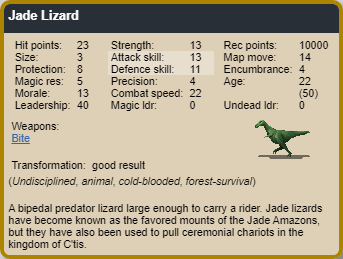 Jade Lizard
Hit points: 23 Strength: 13 Rec points: 10000
Size: 3 Attack skill: 13 Map move: 14
Protection: 8 Defence skill: 11 Encumbrance: 4
Magic res: 5 Precision: 4 Age: 22
Morale: 13 Combat speed: 22 (50)
Leadership: 40 Magic ldr: 0 Undead ldr: 0
Weapons:
Bite
Transformation: good result
(Undisciplined, animal, cold-blooded, forest-survival)
A bipedal predator lizard large enough to carry a rider. Jade lizards
have become known as the favored mounts of the Jade Amazons,
but they have also been used to pull ceremonial chariots in the
kingdom of C'tis.